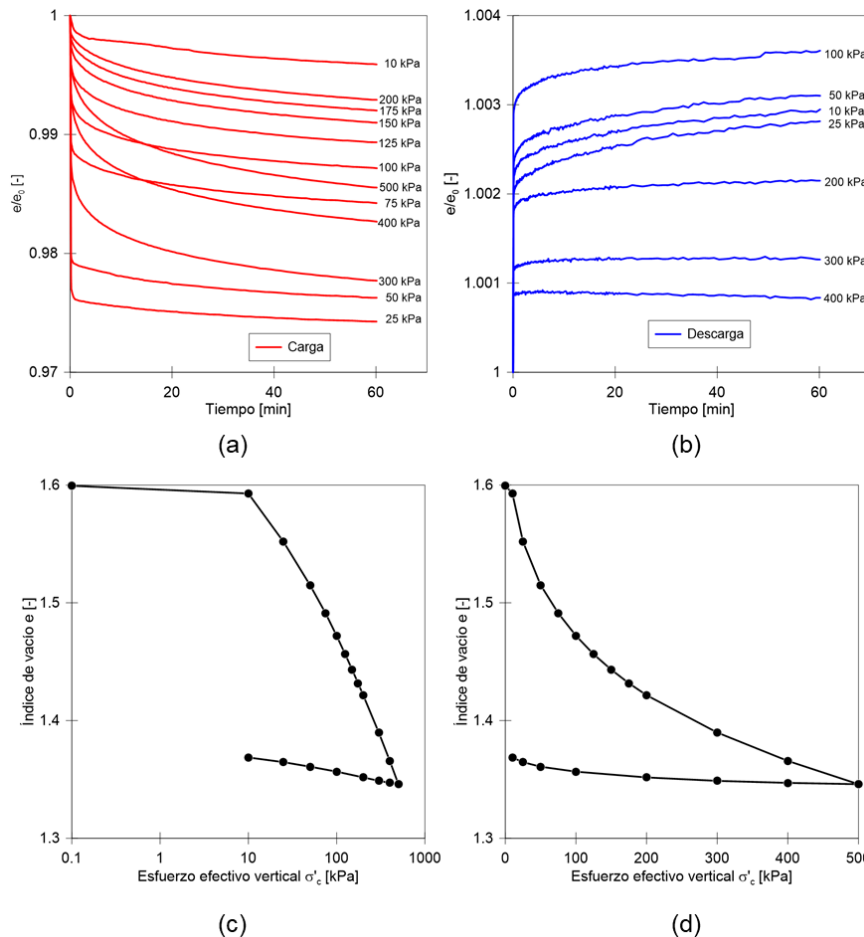 1
0.99
0.98
0.97
e/e0 [-]
10 kPa
200 kPa
175 kPa
150 kPa
125 kPa
100 kPa
500 kPa
75 kPa
400 kPa
300 kPa
50 kPa
25 kPa
Carga
0 20 40 60
Tiempo [min]
(a)
1.004
1.003
1.002
1.001
1
e/e0 [-]
100 kPa
50 kPa
10 kPa
25 kPa
200 kPa
300 kPa
400 kPa
Descarga
0 20 40 60
Tiempo [min]
(b)
1.6
1.5
1.4
1.3
Índice de vacío e [-]
0.1 1 10 100 1000
Esfuerzo efectivo vertical σ'c [kPa]
(c)
1.6
1.5
1.4
1.3
Índice de vacío e [-]
0 100 200 300 400 500
Esfuerzo efectivo vertical σ'c [kPa]
(d)